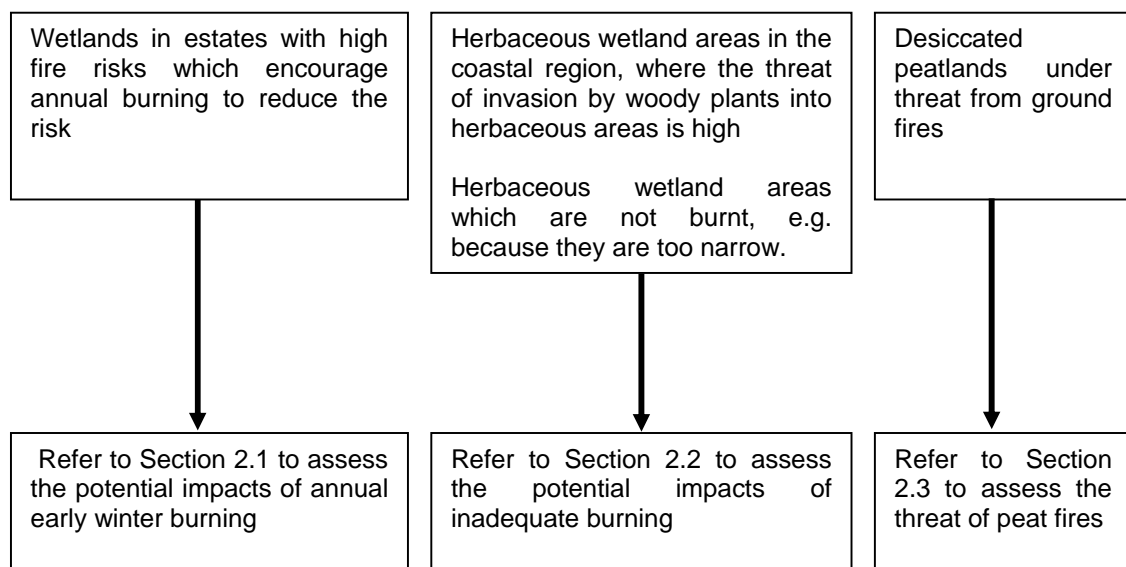 Wetlands in estates with high
fire risks which encourage
annual burning to reduce the
risk
Herbaceous wetland areas in the
coastal region, where the threat
of invasion by woody plants into
herbaceous areas is high
Herbaceous wetland areas
which are not burnt, e.g.
because they are too narrow.
Desiccated
peatlands under
threat from ground
fires
Refer to Section 2.1 to assess
the potential impacts of annual
early winter burning
Refer to Section 2.2 to assess
the potential impacts of
inadequate burning
Refer to Section
2.3 to assess the
threat of peat fires